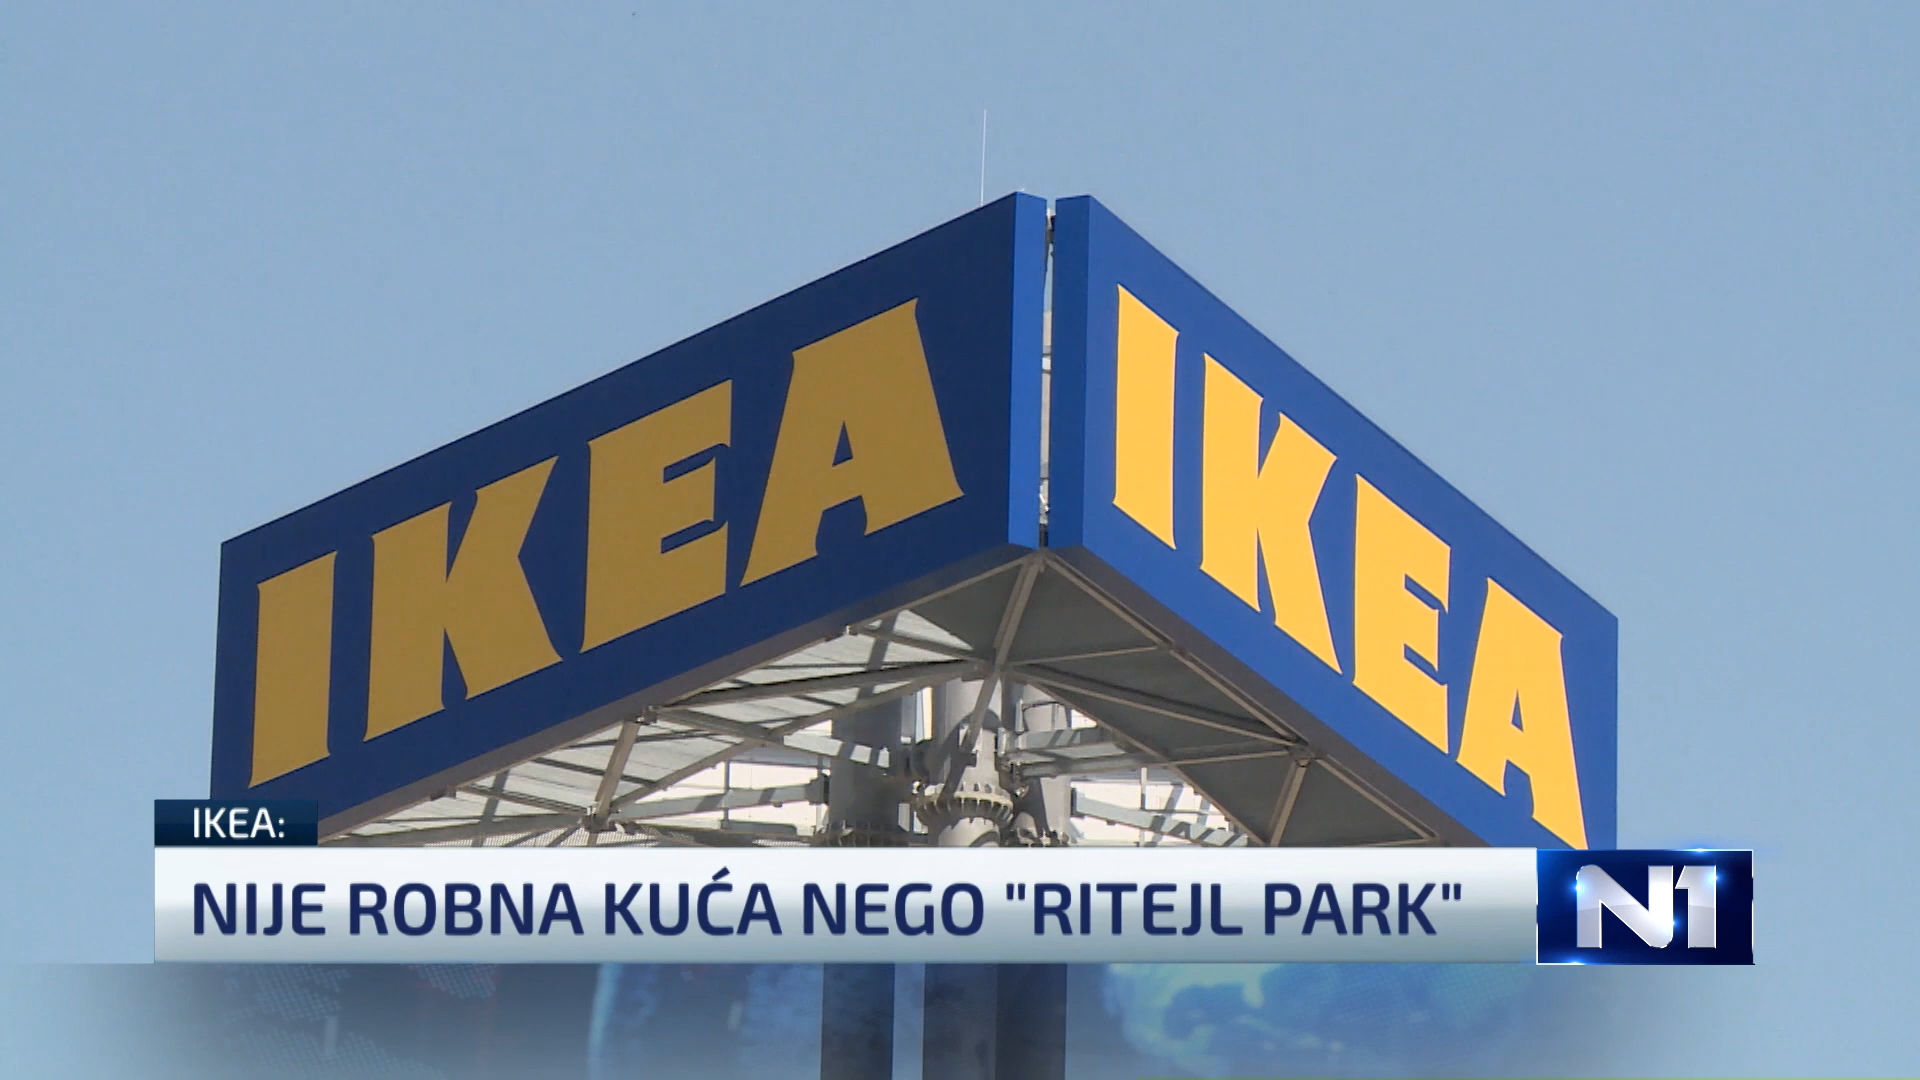 IKEA
IKEA
IKEA:
NIJE ROBNA KUĆA NEGO "RITEJL PARK"
N1